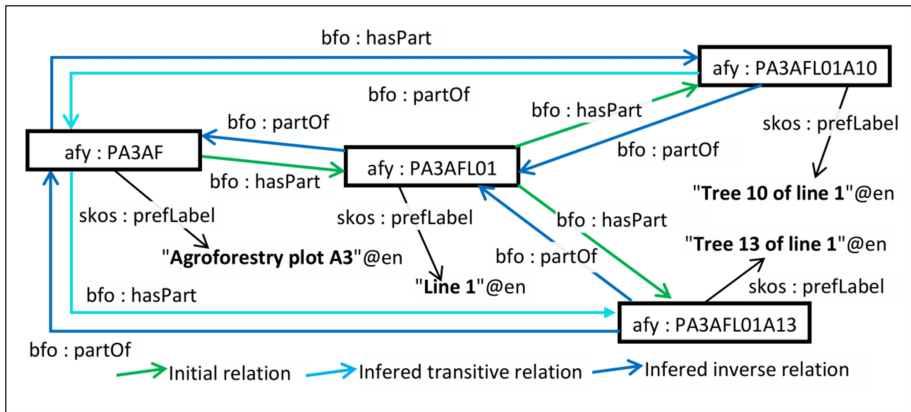 bfo : hasPart
afy : PA3AFL01A10
bfo : partOf
bfo : hasPart
bfo : partOf
skos : prefLabel
afy : PA3AF
bfo : partOf
afy : PA3AFL01
bfo : hasPart
"Tree 10 of line 1"@en
skos : prefLabel
skos : prefLabel
bfo : hasPart
"Tree 13 of line 1"@en
"Agroforestry plot A3"@en
bfo : partOf
"Line 1"@en
skos : prefLabel
bfo : hasPart
afy : PA3AFL01A13
bfo : partOf
Initial relation
Infered transitive relation
Infered inverse relation